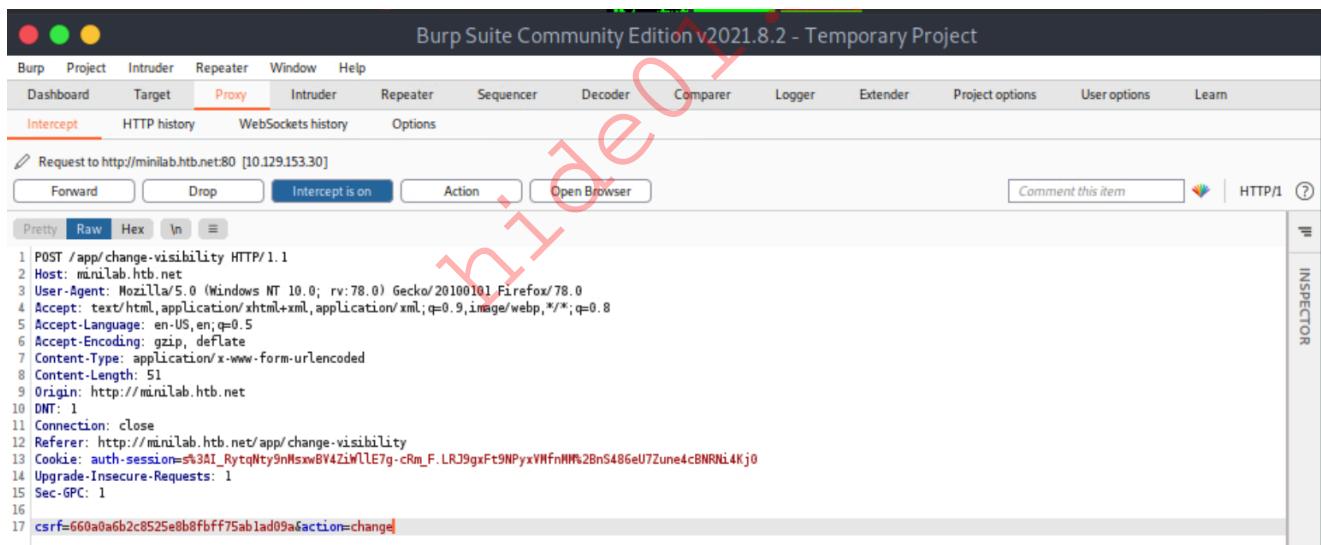 Burp Suite Community Edition v2021.8.2 - Temporary Project
Burp Project Intruder Repeater Window Help
Dashboard Target Proxy Intruder Repeater Sequencer Decoder Comparer Logger Extender Project options User options Learn
Intercept HTTP history WebSockets history Options
Request to http://minilab.htb.net:80 [10.129.153.30]
Forward Drop Intercept is on Action Open Browser Comment this item HTTP/1 ?
Pretty Raw Hex \n ≡
INSPECTOR
1 POST /app/change-visibility HTTP/1.1
2 Host: minilab.htb.net
3 User-Agent: Mozilla/5.0 (Windows NT 10.0; rv:78.0) Gecko/20100101 Firefox/78.0
4 Accept: text/html,application/xhtml+xml,application/xml;q=0.9,image/webp,*/*;q=0.8
5 Accept-Language: en-US,en;q=0.5
6 Accept-Encoding: gzip, deflate
7 Content-Type: application/x-www-form-urlencoded
8 Content-Length: 51
9 Origin: http://minilab.htb.net
10 DNT: 1
11 Connection: close
12 Referer: http://minilab.htb.net/app/change-visibility
13 Cookie: auth-session=s%3AI_RytqNty9nMsxwBV4ZiWllE7g-cRm_F.LRJ9gxFt9NPyxVMfnMM%2BnS486eU7Zune4cBNRNi4Kj0
14 Upgrade-Insecure-Requests: 1
15 Sec-GPC: 1
16
17 csrf=660a0a6b2c8525e8b8fbff75ab1ad09a&action=change
hide01.